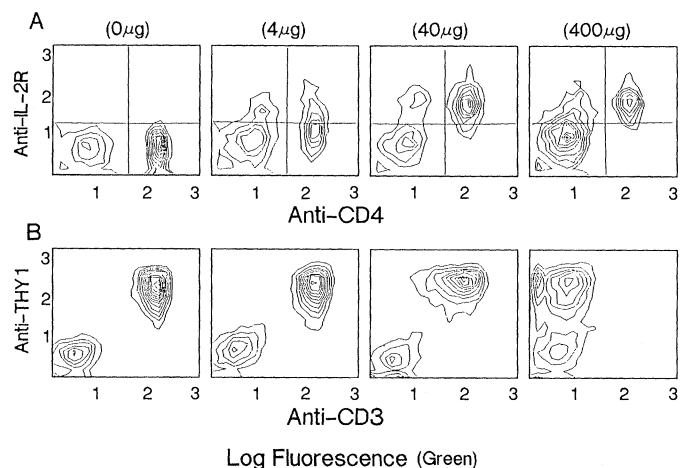 A (0µg) (4µg) (40µg) (400µg)
Anti-IL-2R
3
2
1
1 2 3 1 2 3 1 2 3 1 2 3
Anti-CD4
B
Anti-THY1
3
2
1
1 2 3 1 2 3 1 2 3 1 2 3
Anti-CD3
Log Fluorescence (Green)